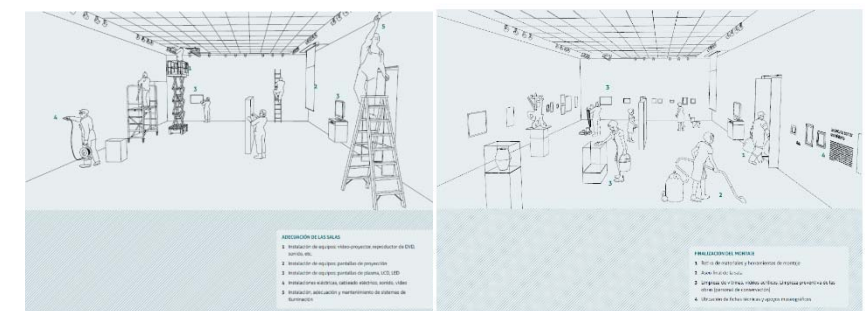 ADECUACIÓN DE LAS SALAS
1 Instalación de equipos: video-proyector, reproductor de DVD, sonido, etc.
2 Instalación de equipos: pantallas de proyección
3 Instalación de equipos: pantallas de plasma, LCD, LED
4 Instalaciones eléctricas, cableado eléctrico, sonido, video
5 Instalación, adecuación y mantenimiento de sistemas de
iluminación
FINALIZACIÓN DEL MONTAJE
1 Retiro de materiales y herramientas de montaje
2 Aseo final de la sala
3 Limpieza de vitrinas, vidrios, acrílicos. Limpieza preventiva de las
obras (personal de conservación)
4 Ubicación de fichas técnicas y apoyos museográficos